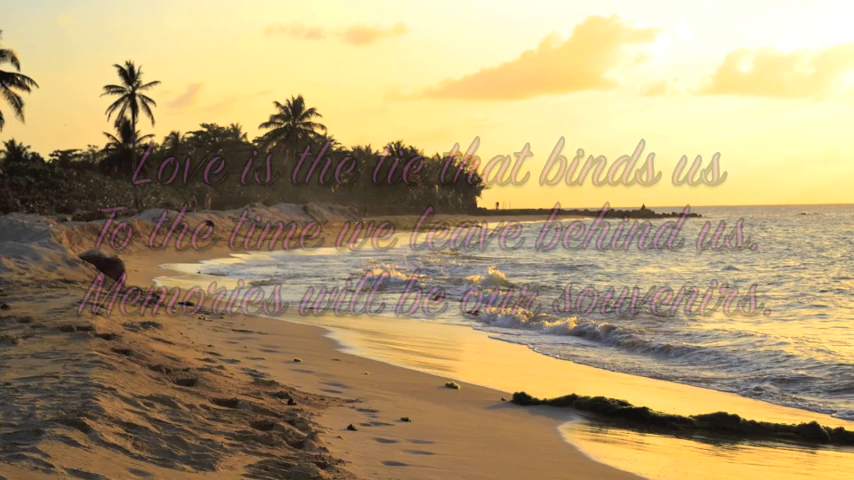 Love is the tie that binds us
To the time we leave behind us.
Memories will be our souvenirs.